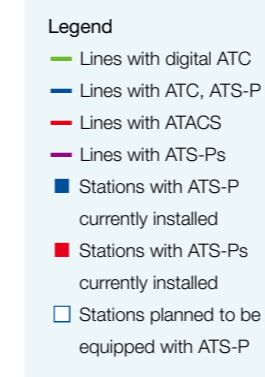 Legend
Lines with digital ATC
Lines with ATC, ATS-P
Lines with ATACS
Lines with ATS-Ps
Stations with ATS-P
currently installed
Stations with ATS-Ps
currently installed
Stations planned to be
equipped with ATS-P